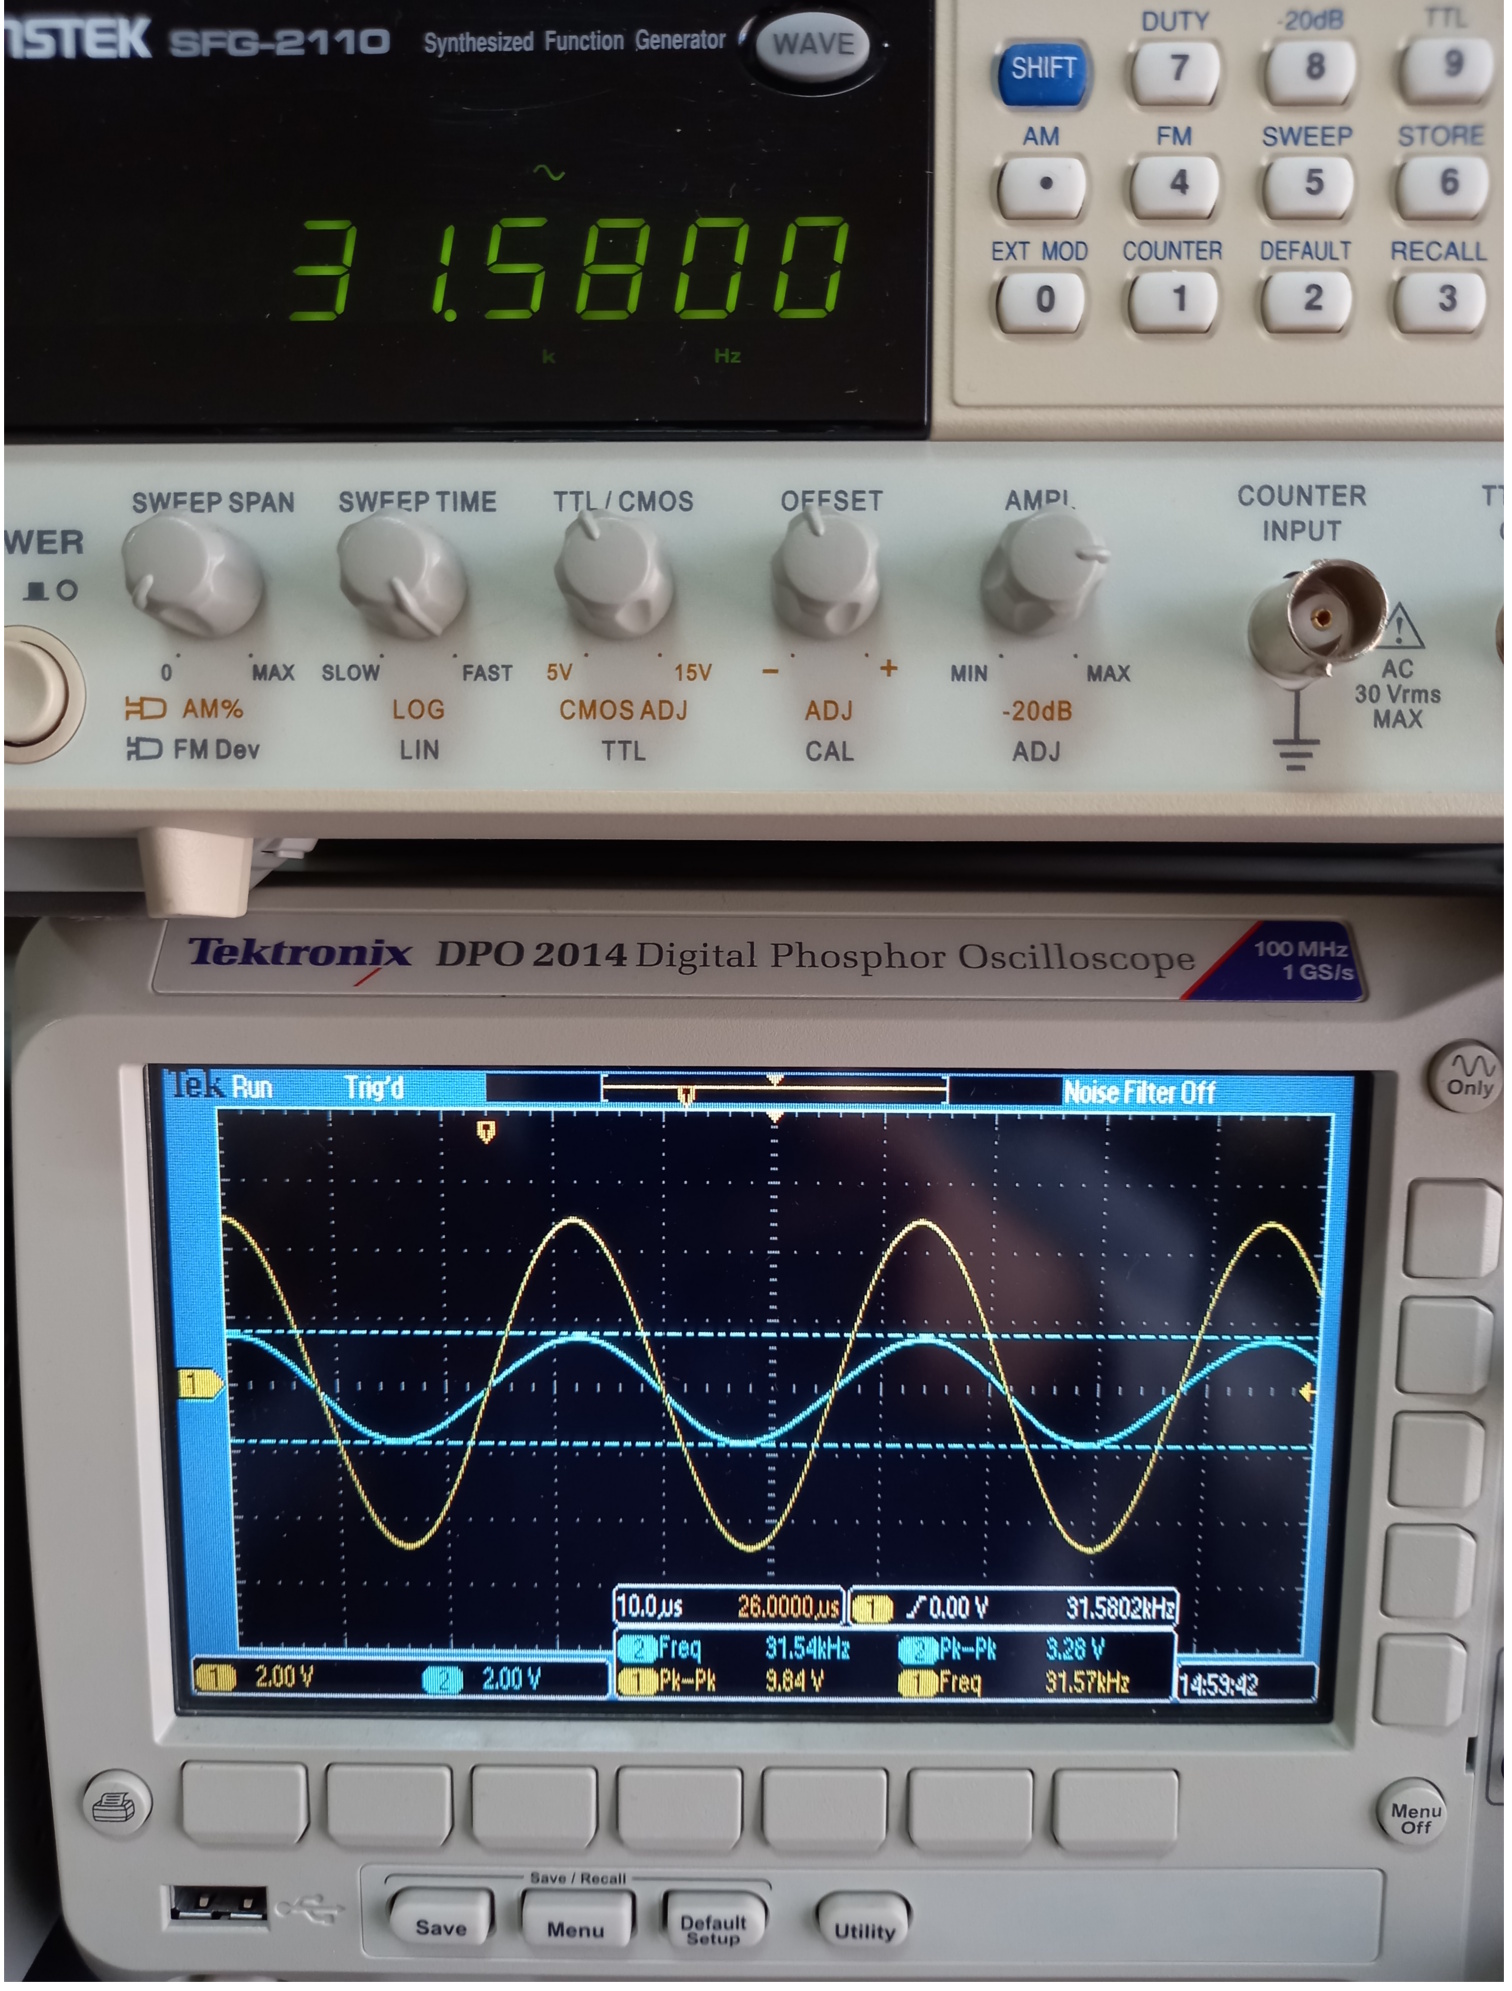 NSTEK SFG-2110 Synthesized Function Generator WAVE
31.5800
k Hz
DUTY -20dB TTL
SHIFT 7 8 9
AM FM SWEEP STORE
• 4 5 6
EXT MOD COUNTER DEFAULT RECALL
0 1 2 3
SWEEP SPAN SWEEP TIME TTL / CMOS OFFSET AMPL COUNTER INPUT
WER
0 MAX SLOW FAST 5V 15V − + MIN MAX
AM% LOG CMOS ADJ ADJ -20dB
FM Dev LIN TTL CAL ADJ
AC
30 Vrms
MAX
Tektronix DPO 2014 Digital Phosphor Oscilloscope
100 MHz
1 GS/s
Tek Run Trig'd Noise Filter Off
Only
1
10.0µs 26.0000µs 1 0.00 V 31.5802kHz
2 Freq 31.54kHz 2 Pk-Pk 3.28 V
1 2.00 V 2 2.00 V 1 Pk-Pk 9.84 V 1 Freq 31.57kHz 14:59:42
Menu
Off
Save / Recall
Save Menu Default Setup Utility